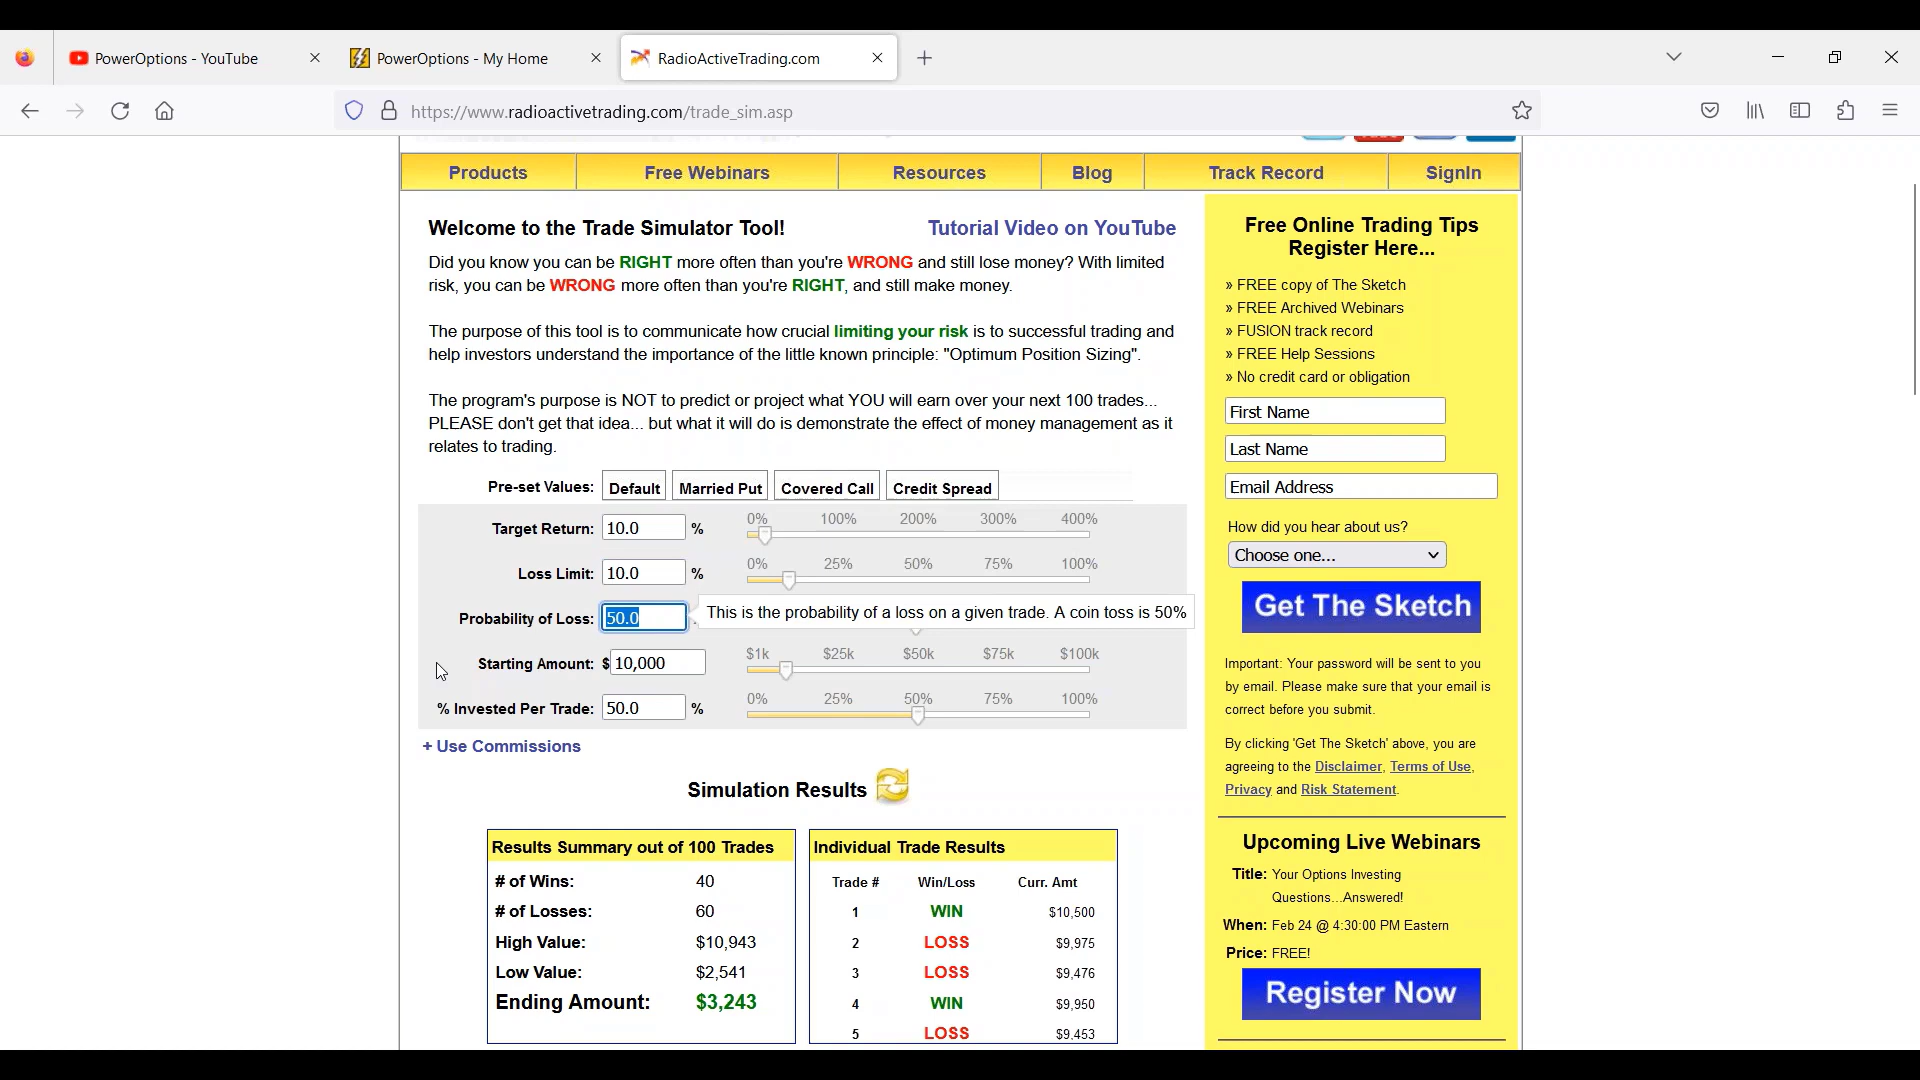 PowerOptions - YouTube
PowerOptions - My Home
RadioActiveTrading.com
https://www.radioactivetrading.com/trade_sim.asp
Products Free Webinars Resources Blog Track Record SignIn
Welcome to the Trade Simulator Tool! Tutorial Video on YouTube
Did you know you can be RIGHT more often than you're WRONG and still lose money? With limited
risk, you can be WRONG more often than you're RIGHT, and still make money.
The purpose of this tool is to communicate how crucial limiting your risk is to successful trading and
help investors understand the importance of the little known principle: "Optimum Position Sizing".
The program's purpose is NOT to predict or project what YOU will earn over your next 100 trades...
PLEASE don't get that idea... but what it will do is demonstrate the effect of money management as it
relates to trading.
Pre-set Values: Default Married Put Covered Call Credit Spread
Target Return: 10.0 % 0% 100% 200% 300% 400%
Loss Limit: 10.0 % 0% 25% 50% 75% 100%
Probability of Loss: 50.0 This is the probability of a loss on a given trade. A coin toss is 50%
Starting Amount: $ 10,000 $1k $25k $50k $75k $100k
% Invested Per Trade: 50.0 % 0% 25% 50% 75% 100%
+ Use Commissions
Simulation Results
Results Summary out of 100 Trades
# of Wins: 40
# of Losses: 60
High Value: $10,943
Low Value: $2,541
Ending Amount: $3,243
Individual Trade Results
Trade # Win/Loss Curr. Amt
1 WIN $10,500
2 LOSS $9,975
3 LOSS $9,476
4 WIN $9,950
5 LOSS $9,453
Free Online Trading Tips
Register Here...
» FREE copy of The Sketch
» FREE Archived Webinars
» FUSION track record
» FREE Help Sessions
» No credit card or obligation
First Name
Last Name
Email Address
How did you hear about us?
Choose one...
Get The Sketch
Important: Your password will be sent to you
by email. Please make sure that your email is
correct before you submit.
By clicking 'Get The Sketch' above, you are
agreeing to the Disclaimer, Terms of Use,
Privacy and Risk Statement.
Upcoming Live Webinars
Title: Your Options Investing
Questions...Answered!
When: Feb 24 @ 4:30:00 PM Eastern
Price: FREE!
Register Now